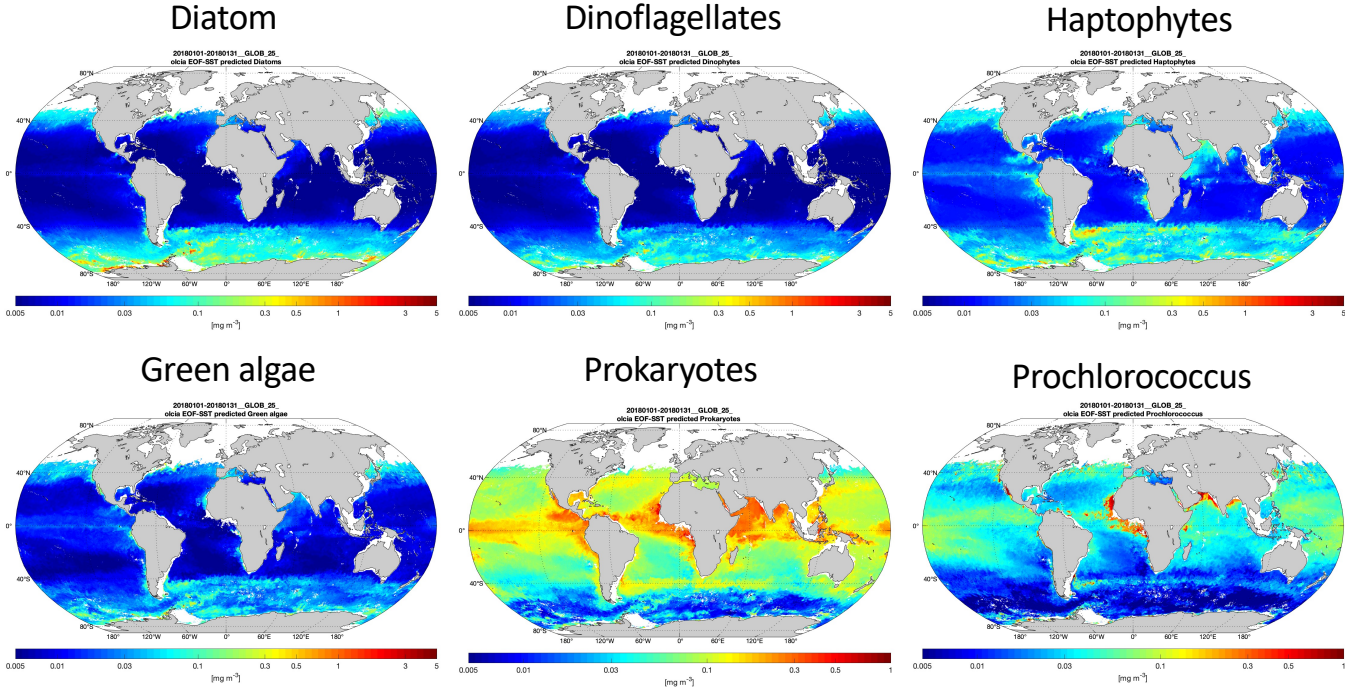 Diatom
20180101-20180131__GLOB_25_
olcia EOF-SST predicted Diatoms
80°N
40°N
0°
40°S
80°S
180° 120°W 60°W 0° 60°E 120°E 180°
0.005 0.01 0.03 0.1 0.3 0.5 1 3 5
[mg m⁻³]
Dinoflagellates
20180101-20180131__GLOB_25_
olcia EOF-SST predicted Dinophytes
80°N
40°N
0°
40°S
80°S
180° 120°W 60°W 0° 60°E 120°E 180°
0.005 0.01 0.03 0.1 0.3 0.5 1 3 5
[mg m⁻³]
Haptophytes
20180101-20180131__GLOB_25_
olcia EOF-SST predicted Haptophytes
80°N
40°N
0°
40°S
80°S
180° 120°W 60°W 0° 60°E 120°E 180°
0.005 0.01 0.03 0.1 0.3 0.5 1 3 5
[mg m⁻³]
Green algae
20180101-20180131__GLOB_25_
olcia EOF-SST predicted Green algae
80°N
40°N
0°
40°S
80°S
180° 120°W 60°W 0° 60°E 120°E 180°
0.005 0.01 0.03 0.1 0.3 0.5 1 3 5
[mg m⁻³]
Prokaryotes
20180101-20180131__GLOB_25_
olcia EOF-SST predicted Prokaryotes
80°N
40°N
0°
40°S
80°S
180° 120°W 60°W 0° 60°E 120°E 180°
0.005 0.01 0.03 0.1 0.3 0.5 1
[mg m⁻³]
Prochlorococcus
20180101-20180131__GLOB_25_
olcia EOF-SST predicted Prochlorococcus
80°N
40°N
0°
40°S
80°S
180° 120°W 60°W 0° 60°E 120°E 180°
0.005 0.01 0.03 0.1 0.3 0.5 1
[mg m⁻³]